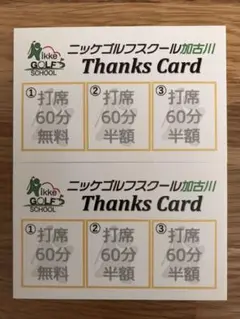 ikke
GOLF'S
SCHOOL
ニッケゴルフスクール加古川
Thanks Card
①打席 ②打席 ③打席
60分 60分 60分
無料 半額 半額
ikke
GOLF'S
SCHOOL
ニッケゴルフスクール加古川
Thanks Card
①打席 ②打席 ③打席
60分 60分 60分
無料 半額 半額